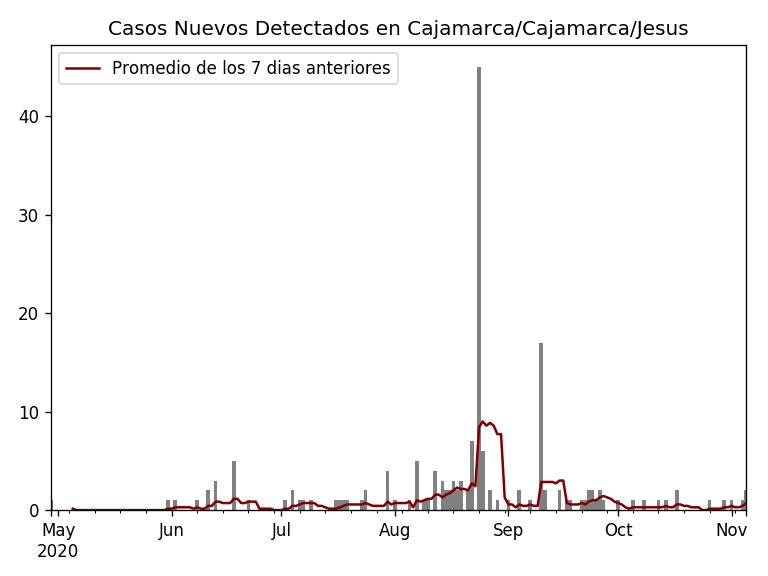 Casos Nuevos Detectados en Cajamarca/Cajamarca/Jesus
Promedio de los 7 dias anteriores
40
30
20
10
0
May Jun Jul Aug Sep Oct Nov
2020